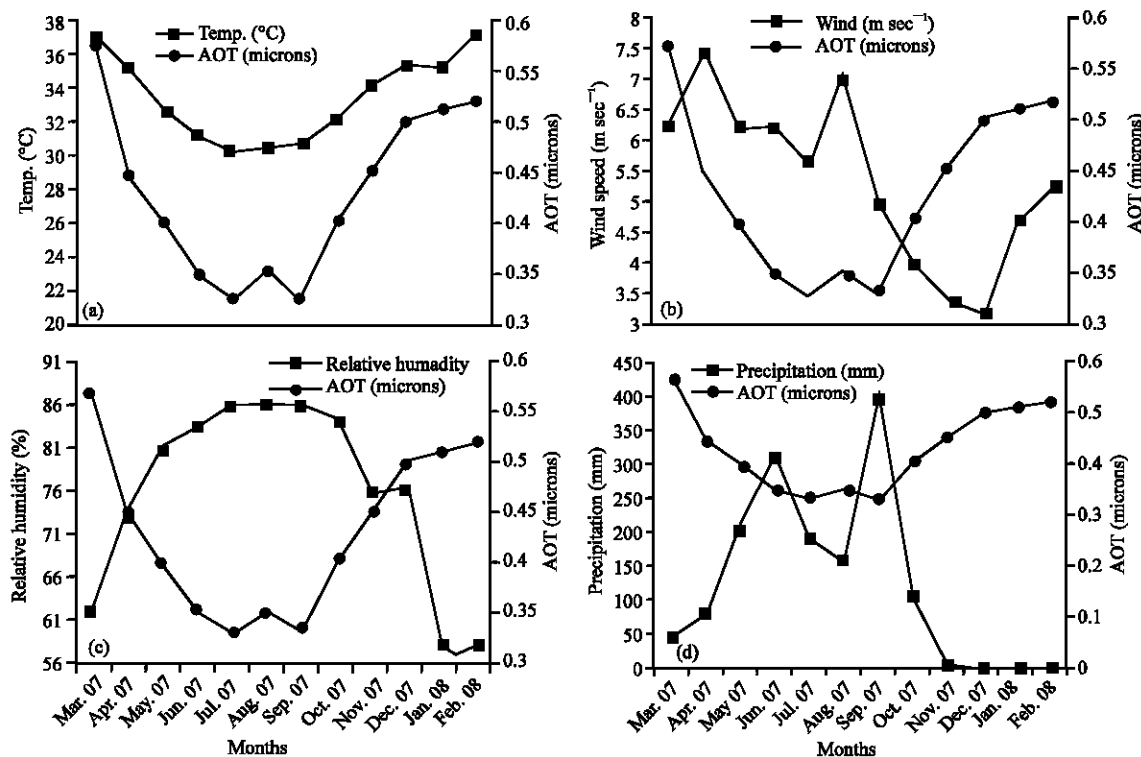 38
36
34
32
30
28
26
24
22
20
Temp. (°C)
Temp. (°C)
AOT (microns)
(a)
0.6
0.55
0.5
0.45
0.4
0.35
0.3
AOT (microns)
8
7.5
7
6.5
6
5.5
5
4.5
4
3.5
3
Wind speed (m sec⁻¹)
Wind (m sec⁻¹)
AOT (microns)
(b)
0.6
0.55
0.5
0.45
0.4
0.35
0.3
AOT (microns)
91
86
81
76
71
66
61
56
Relative humidity (%)
Relative humadity
AOT (microns)
(c)
0.6
0.55
0.5
0.45
0.4
0.35
0.3
AOT (microns)
Mar. 07
Apr. 07
May. 07
Jun. 07
Jul. 07
Aug. 07
Sep. 07
Oct. 07
Nov. 07
Dec. 07
Jan. 08
Feb. 08
Months
450
400
350
300
250
200
150
100
50
0
Precipitation (mm)
Precipitation (mm)
AOT (microns)
(d)
0.6
0.5
0.4
0.3
0.2
0.1
0
AOT (microns)
Mar. 07
Apr. 07
May. 07
Jun. 07
Jul. 07
Aug. 07
Sep. 07
Oct. 07
Nov. 07
Dec. 07
Jan. 08
Feb. 08
Months